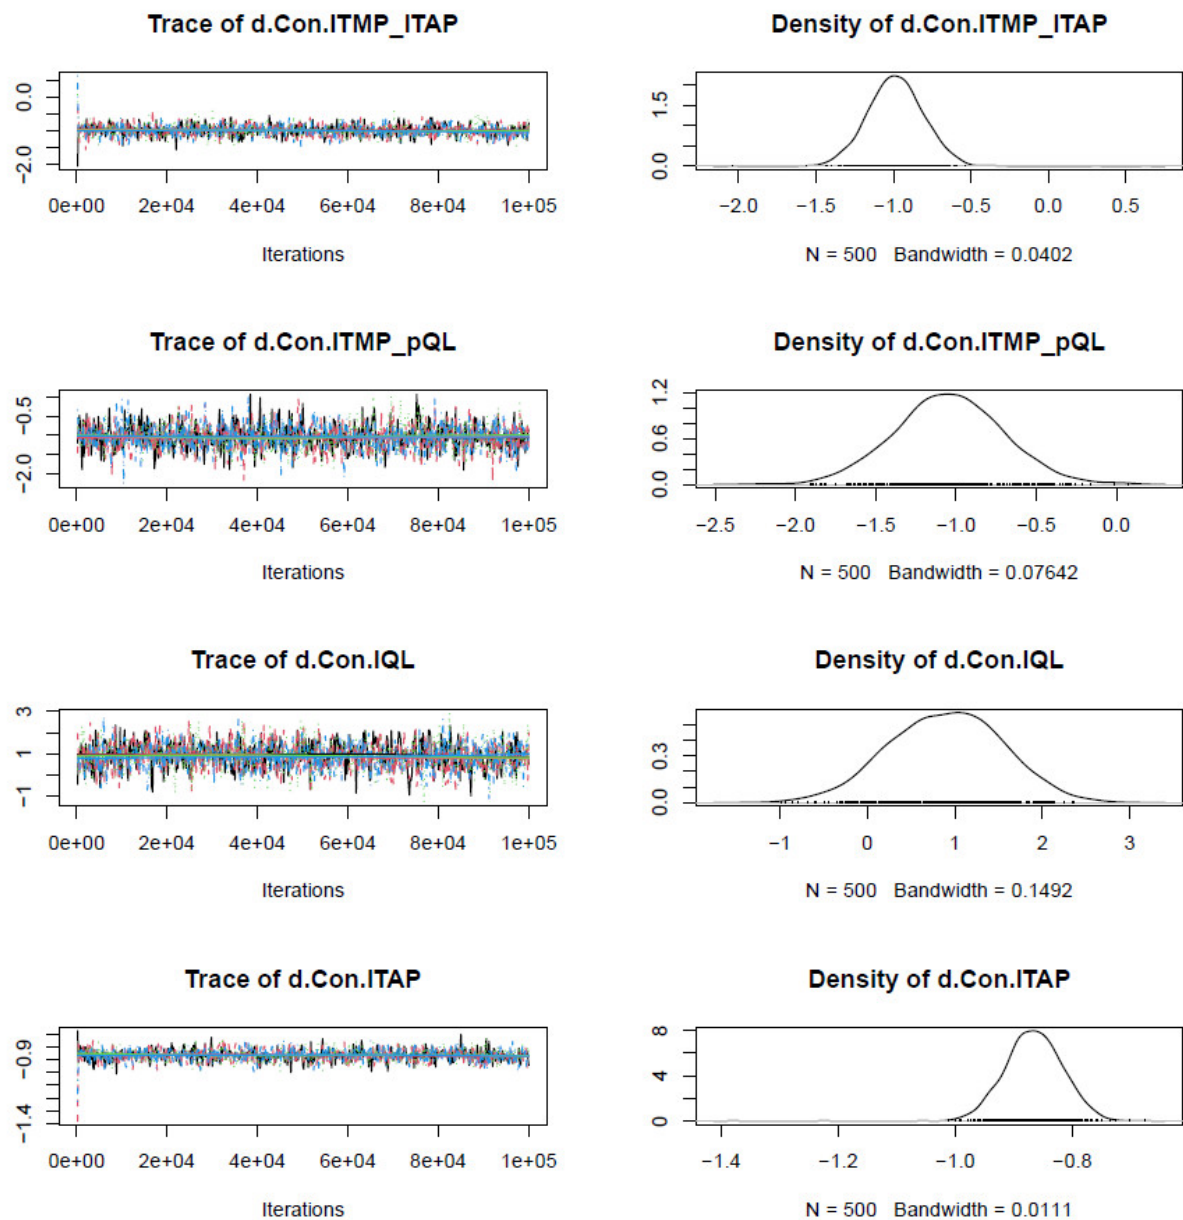 Trace of d.Con.ITMP_ITAP
Density of d.Con.ITMP_ITAP
0.0
−2.0
0e+00 2e+04 4e+04 6e+04 8e+04 1e+05
Iterations
1.5
0.0
−2.0 −1.5 −1.0 −0.5 0.0 0.5
N = 500 Bandwidth = 0.0402
Trace of d.Con.ITMP_pQL
Density of d.Con.ITMP_pQL
−0.5
−2.0
0e+00 2e+04 4e+04 6e+04 8e+04 1e+05
Iterations
1.2
0.6
0.0
−2.5 −2.0 −1.5 −1.0 −0.5 0.0
N = 500 Bandwidth = 0.07642
Trace of d.Con.IQL
Density of d.Con.IQL
3
1
−1
0e+00 2e+04 4e+04 6e+04 8e+04 1e+05
Iterations
0.3
0.0
−1 0 1 2 3
N = 500 Bandwidth = 0.1492
Trace of d.Con.ITAP
Density of d.Con.ITAP
−0.9
−1.4
0e+00 2e+04 4e+04 6e+04 8e+04 1e+05
Iterations
8
4
0
−1.4 −1.2 −1.0 −0.8
N = 500 Bandwidth = 0.0111